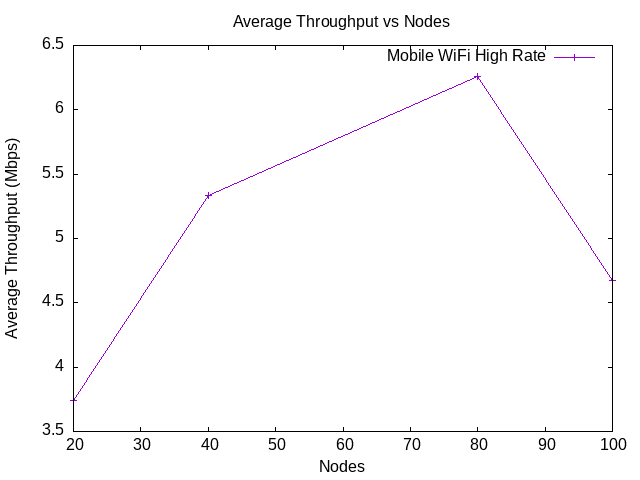 Average Throughput vs Nodes
Mobile WiFi High Rate
Average Throughput (Mbps)
6.5
6
5.5
5
4.5
4
3.5
20 30 40 50 60 70 80 90 100
Nodes